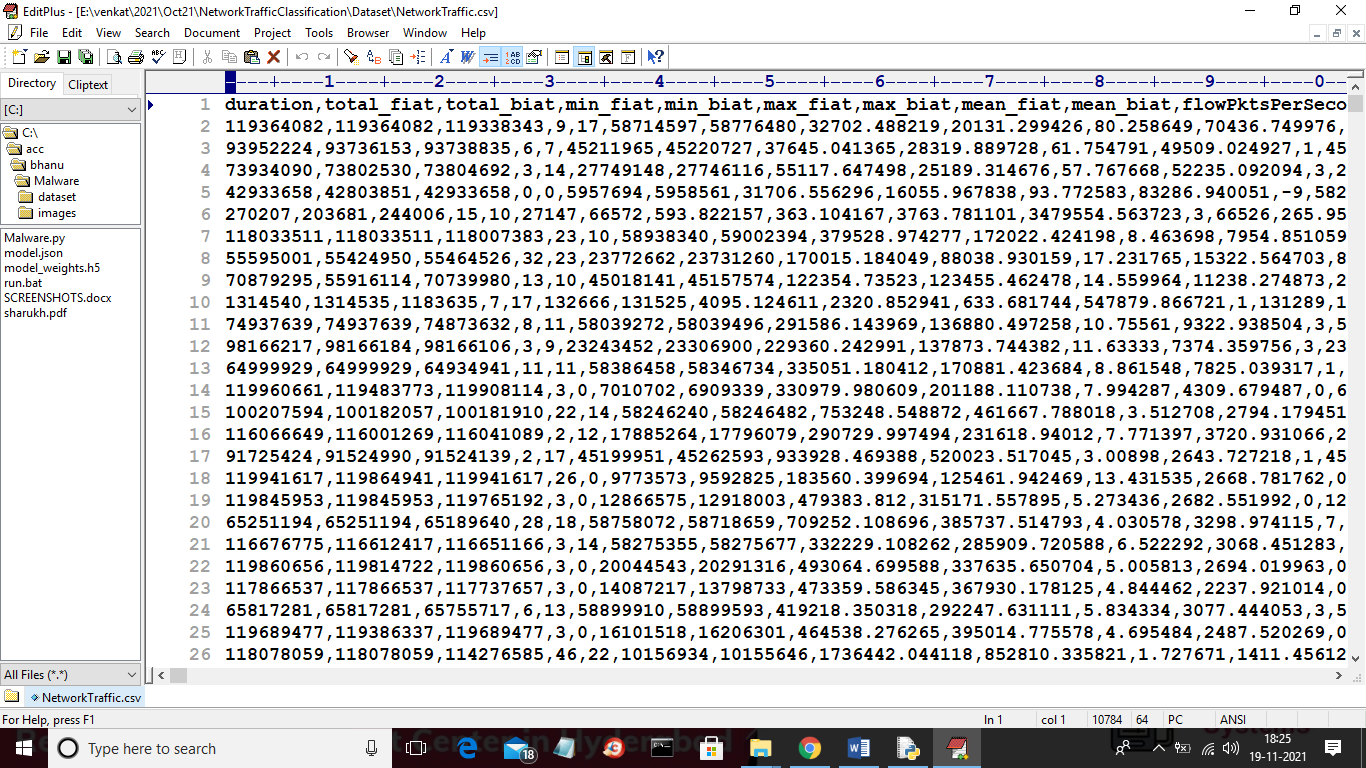 EditPlus - [E:\venkat\2021\Oct21\NetworkTrafficClassification\Dataset\NetworkTraffic.csv]
File Edit View Search Document Project Tools Browser Window Help
Directory Cliptext
[C:]
C:\
acc
bhanu
Malware
dataset
images
Malware.py
model.json
model_weights.h5
run.bat
SCREENSHOTS.docx
sharukh.pdf
All Files (*.*)
----+----1----+----2----+----3----+----4----+----5----+----6----+----7----+----8----+----9----+----0--
1 duration,total_fiat,total_biat,min_fiat,min_biat,max_fiat,max_biat,mean_fiat,mean_biat,flowPktsPerSeco
2 119364082,119364082,119338343,9,17,58714597,58776480,32702.488219,20131.299426,80.258649,70436.749976,
3 93952224,93736153,93738835,6,7,45211965,45220727,37645.041365,28319.889728,61.754791,49509.024927,1,45
4 73934090,73802530,73804692,3,14,27749148,27746116,55117.647498,25189.314676,57.767668,52235.092094,3,2
5 42933658,42803851,42933658,0,0,5957694,5958561,31706.556296,16055.967838,93.772583,83286.940051,-9,582
6 270207,203681,244006,15,10,27147,66572,593.822157,363.104167,3763.781101,3479554.563723,3,66526,265.95
7 118033511,118033511,118007383,23,10,58938340,59002394,379528.974277,172022.424198,8.463698,7954.851059
8 55595001,55424950,55464526,32,23,23772662,23731260,170015.184049,88038.930159,17.231765,15322.564703,8
9 70879295,55916114,70739980,13,10,45018141,45157574,122354.73523,123455.462478,14.559964,11238.274873,2
10 1314540,1314535,1183635,7,17,132666,131525,4095.124611,2320.852941,633.681744,547879.866721,1,131289,1
11 74937639,74937639,74873632,8,11,58039272,58039496,291586.143969,136880.497258,10.75561,9322.938504,3,5
12 98166217,98166184,98166106,3,9,23243452,23306900,229360.242991,137873.744382,11.63333,7374.359756,3,23
13 64999929,64999929,64934941,11,11,58386458,58346734,335051.180412,170881.423684,8.861548,7825.039317,1,
14 119960661,119483773,119908114,3,0,7010702,6909339,330979.980609,201188.110738,7.994287,4309.679487,0,6
15 100207594,100182057,100181910,22,14,58246240,58246482,753248.548872,461667.788018,3.512708,2794.179451
16 116066649,116001269,116041089,2,12,17885264,17796079,290729.997494,231618.94012,7.771397,3720.931066,2
17 91725424,91524990,91524139,2,17,45199951,45262593,933928.469388,520023.517045,3.00898,2643.727218,1,45
18 119941617,119864941,119941617,26,0,9773573,9592825,183560.399694,125461.942469,13.431535,2668.781762,0
19 119845953,119845953,119765192,3,0,12866575,12918003,479383.812,315171.557895,5.273436,2682.551992,0,12
20 65251194,65251194,65189640,28,18,58758072,58718659,709252.108696,385737.514793,4.030578,3298.974115,7,
21 116676775,116612417,116651166,3,14,58275355,58275677,332229.108262,285909.720588,6.522292,3068.451283,
22 119860656,119814722,119860656,3,0,20044543,20291316,493064.699588,337635.650704,5.005813,2694.019963,0
23 117866537,117866537,117737657,3,0,14087217,13798733,473359.586345,367930.178125,4.844462,2237.921014,0
24 65817281,65817281,65755717,6,13,58899910,58899593,419218.350318,292247.631111,5.834334,3077.444053,3,5
25 119689477,119386337,119689477,3,0,16101518,16206301,464538.276265,395014.775578,4.695484,2487.520269,0
26 118078059,118078059,114276585,46,22,10156934,10155646,1736442.044118,852810.335821,1.727671,1411.45612
NetworkTraffic.csv
For Help, press F1 ln 1 col 1 10784 64 PC ANSI
Type here to search
18
18:25
19-11-2021